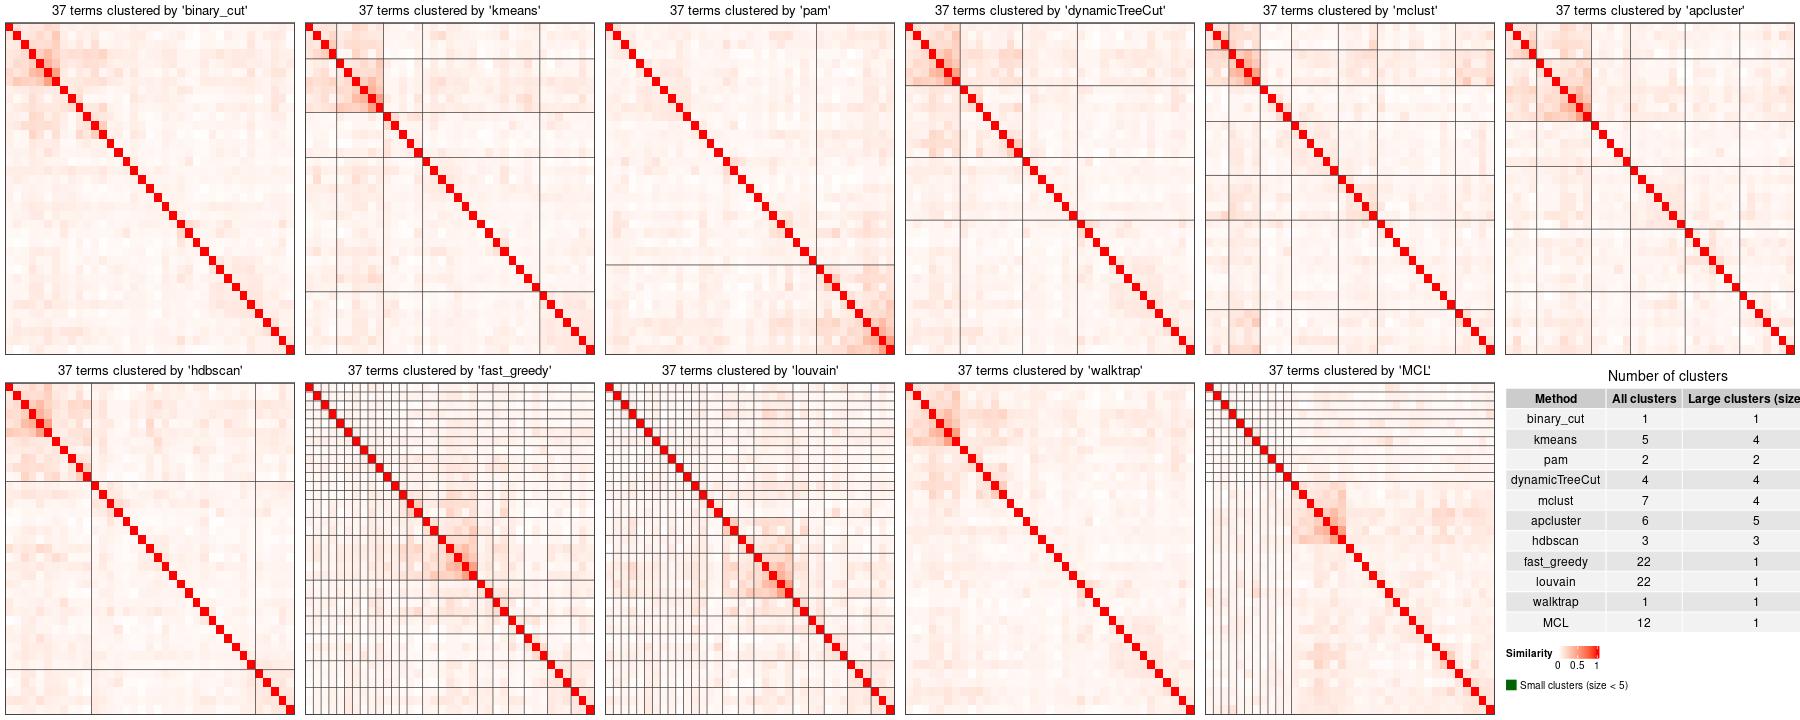 37 terms clustered by 'binary_cut'
37 terms clustered by 'kmeans'
37 terms clustered by 'pam'
37 terms clustered by 'dynamicTreeCut'
37 terms clustered by 'mclust'
37 terms clustered by 'apcluster'
37 terms clustered by 'hdbscan'
37 terms clustered by 'fast_greedy'
37 terms clustered by 'louvain'
37 terms clustered by 'walktrap'
37 terms clustered by 'MCL'
Number of clusters
Method All clusters Large clusters (size
binary_cut 1 1
kmeans 5 4
pam 2 2
dynamicTreeCut 4 4
mclust 7 4
apcluster 6 5
hdbscan 3 3
fast_greedy 22 1
louvain 22 1
walktrap 1 1
MCL 12 1
Similarity
0 0.5 1
Small clusters (size < 5)